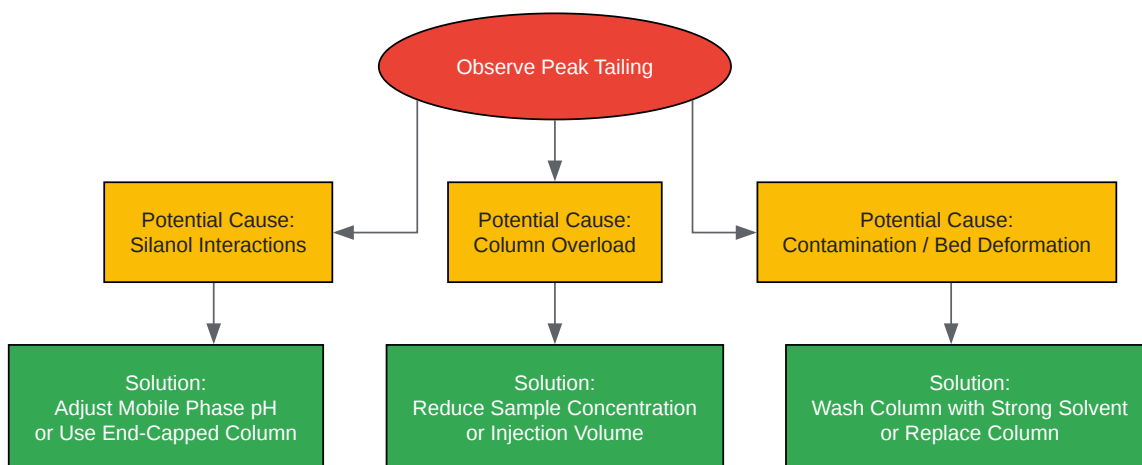 Observe Peak Tailing
Potential Cause:
Silanol Interactions
Potential Cause:
Column Overload
Potential Cause:
Contamination / Bed Deformation
Solution:
Adjust Mobile Phase pH
or Use End-Capped Column
Solution:
Reduce Sample Concentration
or Injection Volume
Solution:
Wash Column with Strong Solvent
or Replace Column